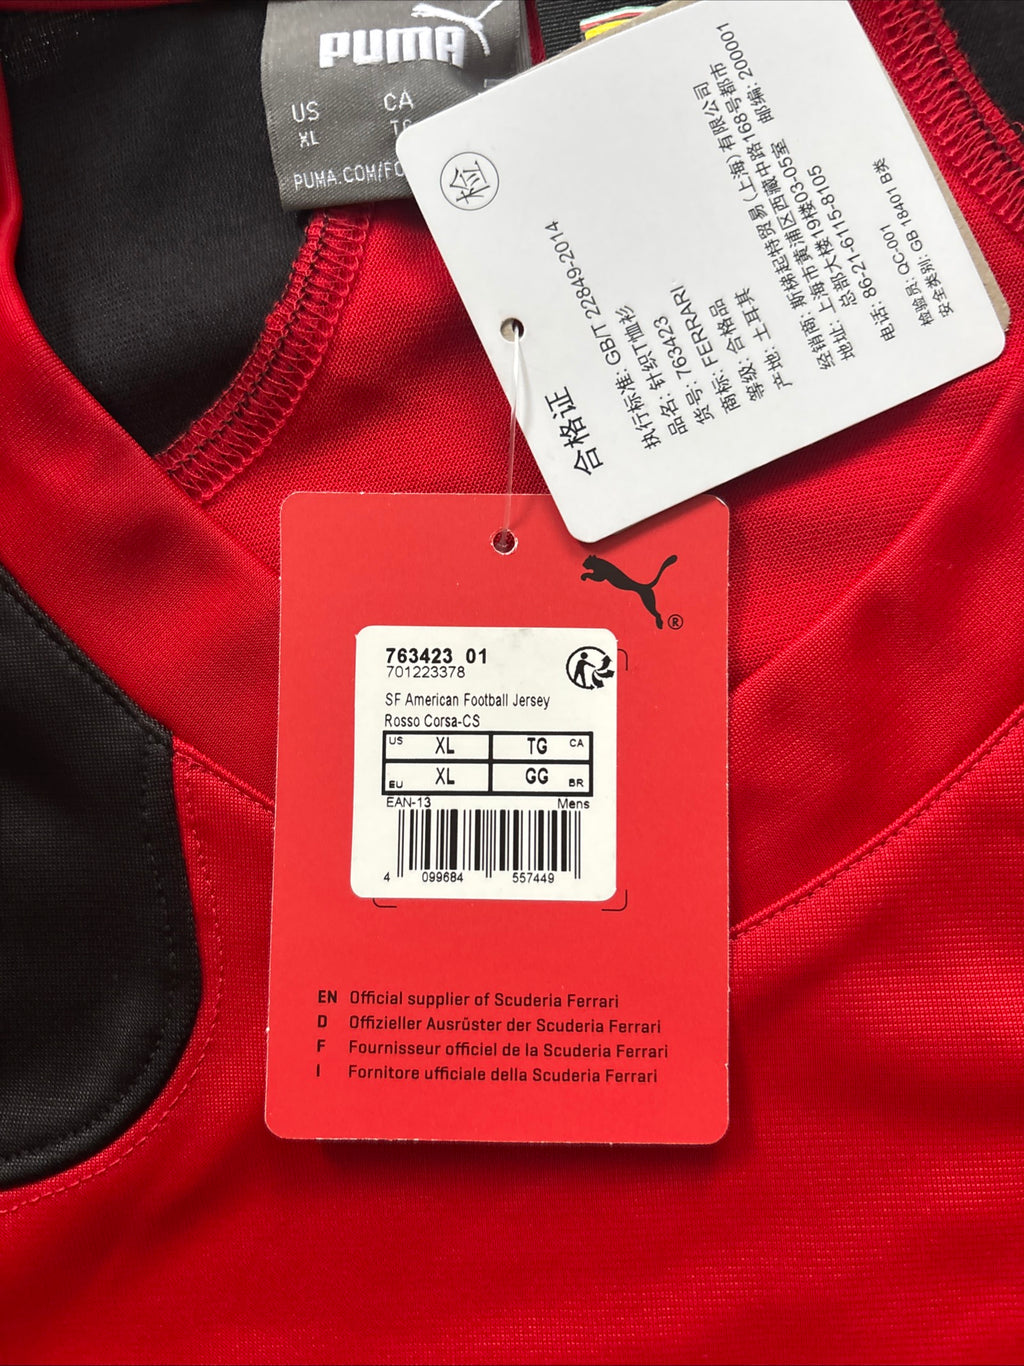 PUMA
US
CA
XL
PUMA.COM/FO
检
合格证
执行标准: GB/T 22849-2014
品名: 针织T恤衫
货号: 763423
商标: FERRARI
等级: 合格品
产地: 土耳其
经销商: 斯梯起特贸易(上海)有限公司
地址: 上海市黄浦区西藏中路168号都市
总部大楼19楼03-05室 邮编: 200001
电话: 86-21-6115-8105
检验员: QC-001
安全类别: GB 18401 B类
®
763423 01
701223378
SF American Football Jersey
Rosso Corsa-CS
US XL TG CA
EU XL GG BR
EAN-13 Mens
4 099684 557449
EN Official supplier of Scuderia Ferrari
D Offizieller Ausrüster der Scuderia Ferrari
F Fournisseur officiel de la Scuderia Ferrari
I Fornitore ufficiale della Scuderia Ferrari